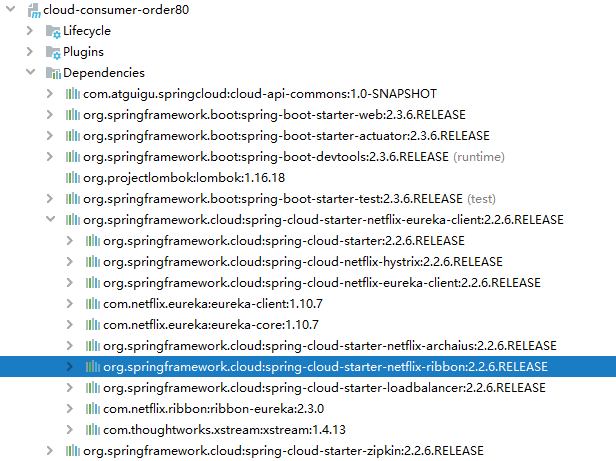 cloud-consumer-order80
Lifecycle
Plugins
Dependencies
com.atguigu.springcloud:cloud-api-commons:1.0-SNAPSHOT
org.springframework.boot:spring-boot-starter-web:2.3.6.RELEASE
org.springframework.boot:spring-boot-starter-actuator:2.3.6.RELEASE
org.springframework.boot:spring-boot-devtools:2.3.6.RELEASE (runtime)
org.projectlombok:lombok:1.16.18
org.springframework.boot:spring-boot-starter-test:2.3.6.RELEASE (test)
org.springframework.cloud:spring-cloud-starter-netflix-eureka-client:2.2.6.RELEASE
org.springframework.cloud:spring-cloud-starter:2.2.6.RELEASE
org.springframework.cloud:spring-cloud-netflix-hystrix:2.2.6.RELEASE
org.springframework.cloud:spring-cloud-netflix-eureka-client:2.2.6.RELEASE
com.netflix.eureka:eureka-client:1.10.7
com.netflix.eureka:eureka-core:1.10.7
org.springframework.cloud:spring-cloud-starter-netflix-archaius:2.2.6.RELEASE
org.springframework.cloud:spring-cloud-starter-netflix-ribbon:2.2.6.RELEASE
org.springframework.cloud:spring-cloud-starter-loadbalancer:2.2.6.RELEASE
com.netflix.ribbon:ribbon-eureka:2.3.0
com.thoughtworks.xstream:xstream:1.4.13
org.springframework.cloud:spring-cloud-starter-zipkin:2.2.6.RELEASE